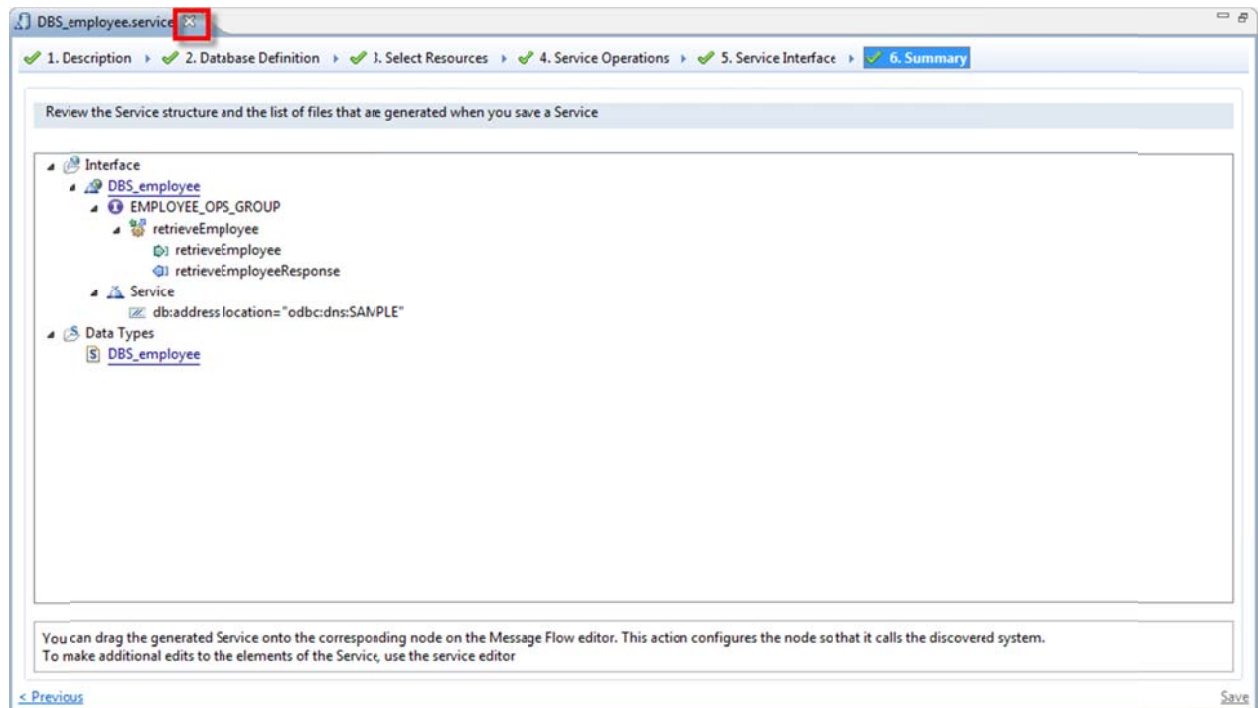 DBS_employee.service
1. Description 2. Database Definition 3. Select Resources 4. Service Operations 5. Service Interface 6. Summary
Review the Service structure and the list of files that are generated when you save a Service
Interface
DBS_employee
EMPLOYEE_OPS_GROUP
retrieveEmployee
retrieveEmployee
retrieveEmployeeResponse
Service
db:address location="odbc:dns:SAMPLE"
Data Types
DBS_employee
You can drag the generated Service onto the corresponding node on the Message Flow editor. This action configures the node so that it calls the discovered system.
To make additional edits to the elements of the Service, use the service editor
< Previous Save